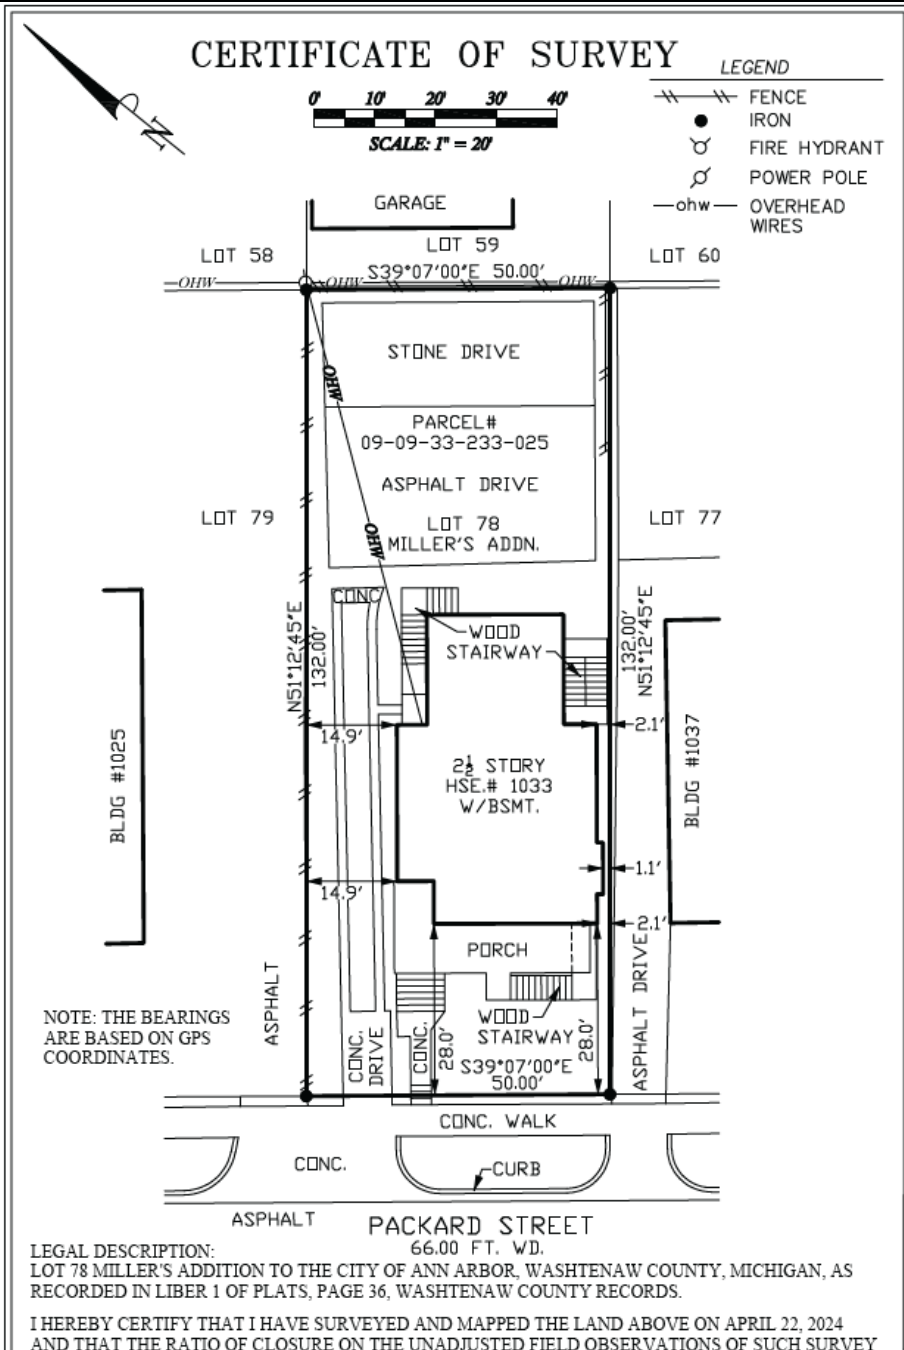 CERTIFICATE OF SURVEY
N
0' 10' 20' 30' 40'
SCALE: 1" = 20'
LEGEND
FENCE
IRON
FIRE HYDRANT
POWER POLE
ohw OVERHEAD
WIRES
GARAGE
LOT 58
LOT 59
LOT 60
S39°07'00"E 50.00'
OHW OHW OHW
STONE DRIVE
OHW
PARCEL#
09-09-33-233-025
ASPHALT DRIVE
LOT 79
LOT 78
MILLER'S ADDN.
LOT 77
OHW
CONC
WOOD
STAIRWAY
N51°12'45"E
132.00'
132.00'
N51°12'45"E
14.9'
2.1'
BLDG #1025
2½ STORY
HSE.# 1033
W/BSMT.
BLDG #1037
1.1'
14.9'
2.1'
PORCH
ASPHALT
CONC.
DRIVE
CONC.
28.0'
WOOD
STAIRWAY
28.0'
ASPHALT DRIVE
S39°07'00"E
50.00'
NOTE: THE BEARINGS
ARE BASED ON GPS
COORDINATES.
CONC. WALK
CONC.
CURB
ASPHALT
PACKARD STREET
66.00 FT. WD.
LEGAL DESCRIPTION:
LOT 78 MILLER'S ADDITION TO THE CITY OF ANN ARBOR, WASHTENAW COUNTY, MICHIGAN, AS
RECORDED IN LIBER 1 OF PLATS, PAGE 36, WASHTENAW COUNTY RECORDS.
I HEREBY CERTIFY THAT I HAVE SURVEYED AND MAPPED THE LAND ABOVE ON APRIL 22, 2024
AND THAT THE RATIO OF CLOSURE ON THE UNADJUSTED FIELD OBSERVATIONS OF SUCH SURVEY